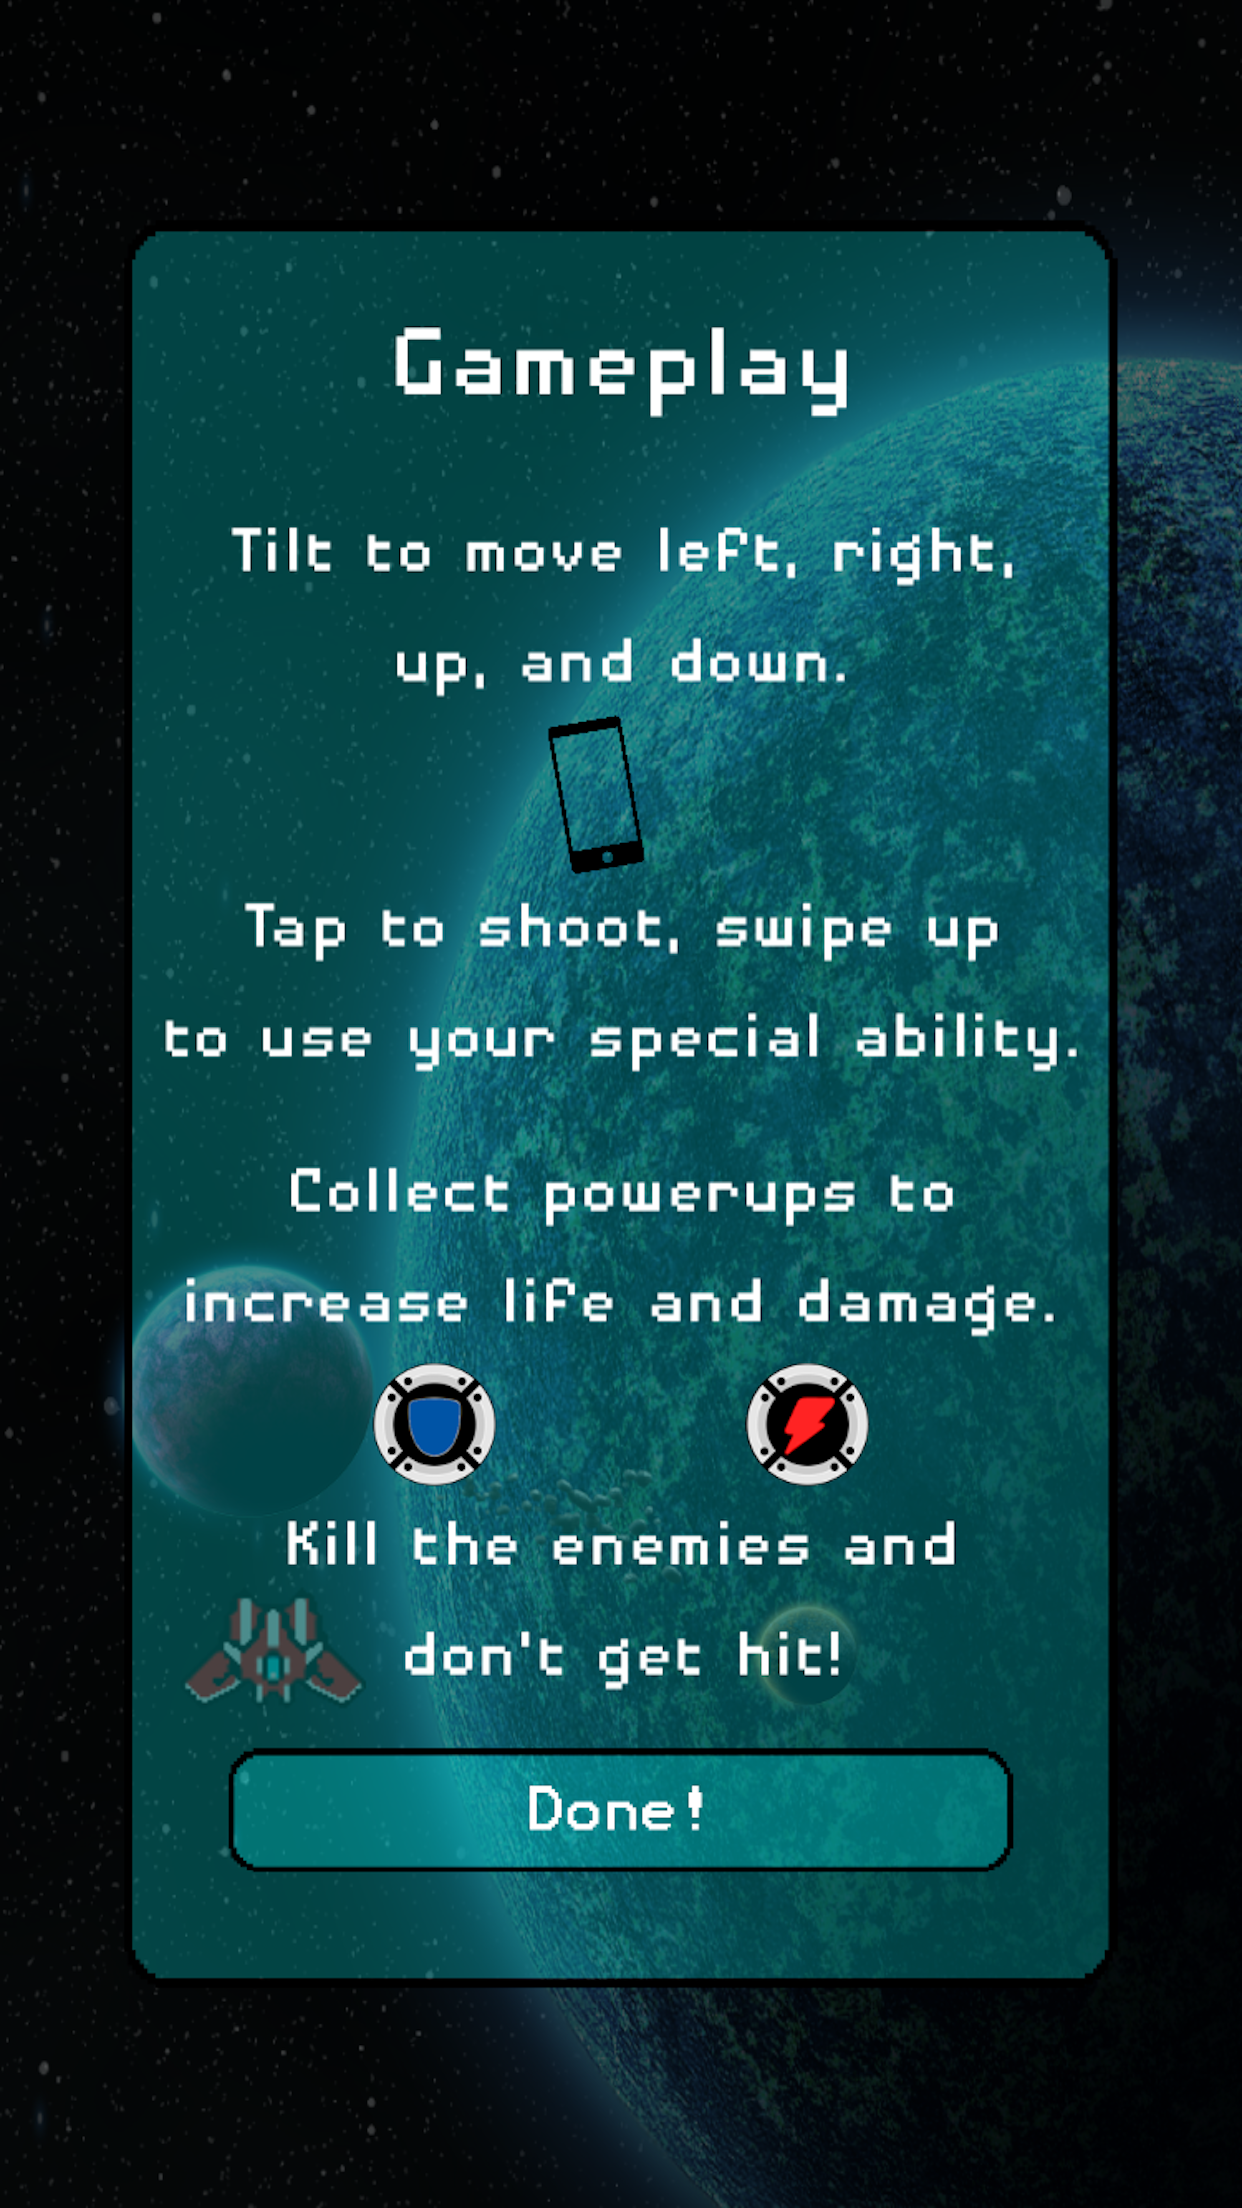 Gameplay
Tilt to move left, right,
up, and down.
Tap to shoot, swipe up
to use your special ability.
Collect powerups to
increase life and damage.
Kill the enemies and
don't get hit!
Done!